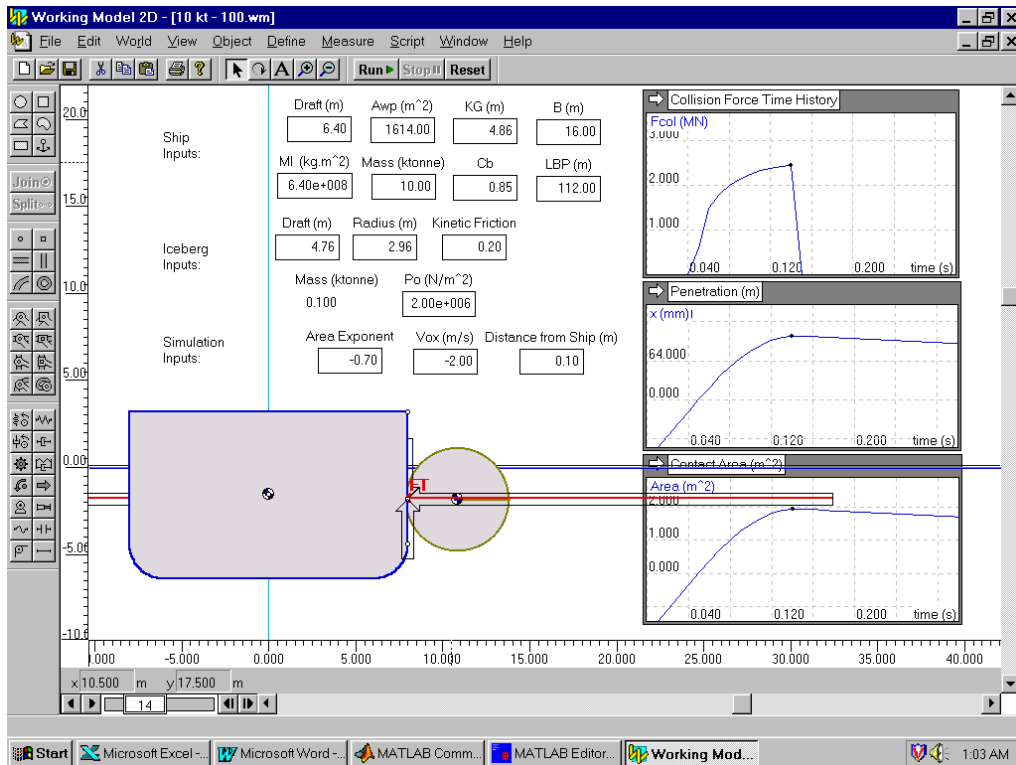 Working Model 2D - [10 kt - 100.wm]
File Edit World View Object Define Measure Script Window Help
A Run Stop Reset
Join
Split
20.0
15.0
10.0
5.00
0.00
-5.00
-10.0
Ship
Inputs:
Draft (m) Awp (m^2) KG (m) B (m)
6.40 1614.00 4.86 16.00
MI (kg.m^2) Mass (ktonne) Cb LBP (m)
6.40e+008 10.00 0.85 112.00
Iceberg
Inputs:
Draft (m) Radius (m) Kinetic Friction
4.76 2.96 0.20
Mass (ktonne) Po (N/m^2)
0.100 2.00e+006
Simulation
Inputs:
Area Exponent Vox (m/s) Distance from Ship (m)
-0.70 -2.00 0.10
Collision Force Time History
Fcol (MN)
3.000
2.000
1.000
0.040 0.120 0.200 time (s)
Penetration (m)
x (mm)
64.000
0.000
0.040 0.120 0.200 time (s)
Contact Area (m^2)
Area (m^2)
2.000
0.000
0.040 0.120 0.200 time (s)
.000 -5.000 0.000 5.000 10.000 15.000 20.000 25.000 30.000 35.000 40.000
x 10.500 m y 17.500 m
14
Start Microsoft Excel -... Microsoft Word -... MATLAB Comm... MATLAB Editor... Working Mod... 1:03 AM